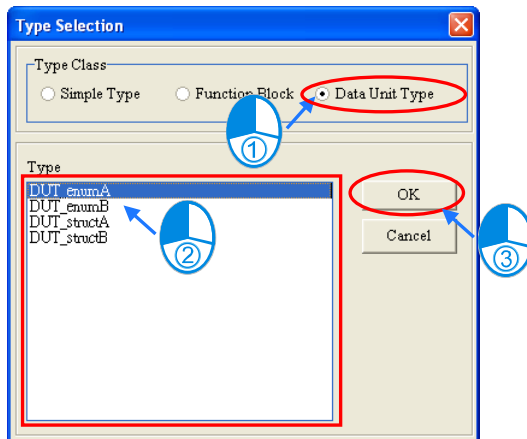 Type Selection
Type Class
Simple Type
Function Block
Data Unit Type
①
Type
DUT_enumA
DUT_enumB
DUT_structA
DUT_structB
②
OK
Cancel
③